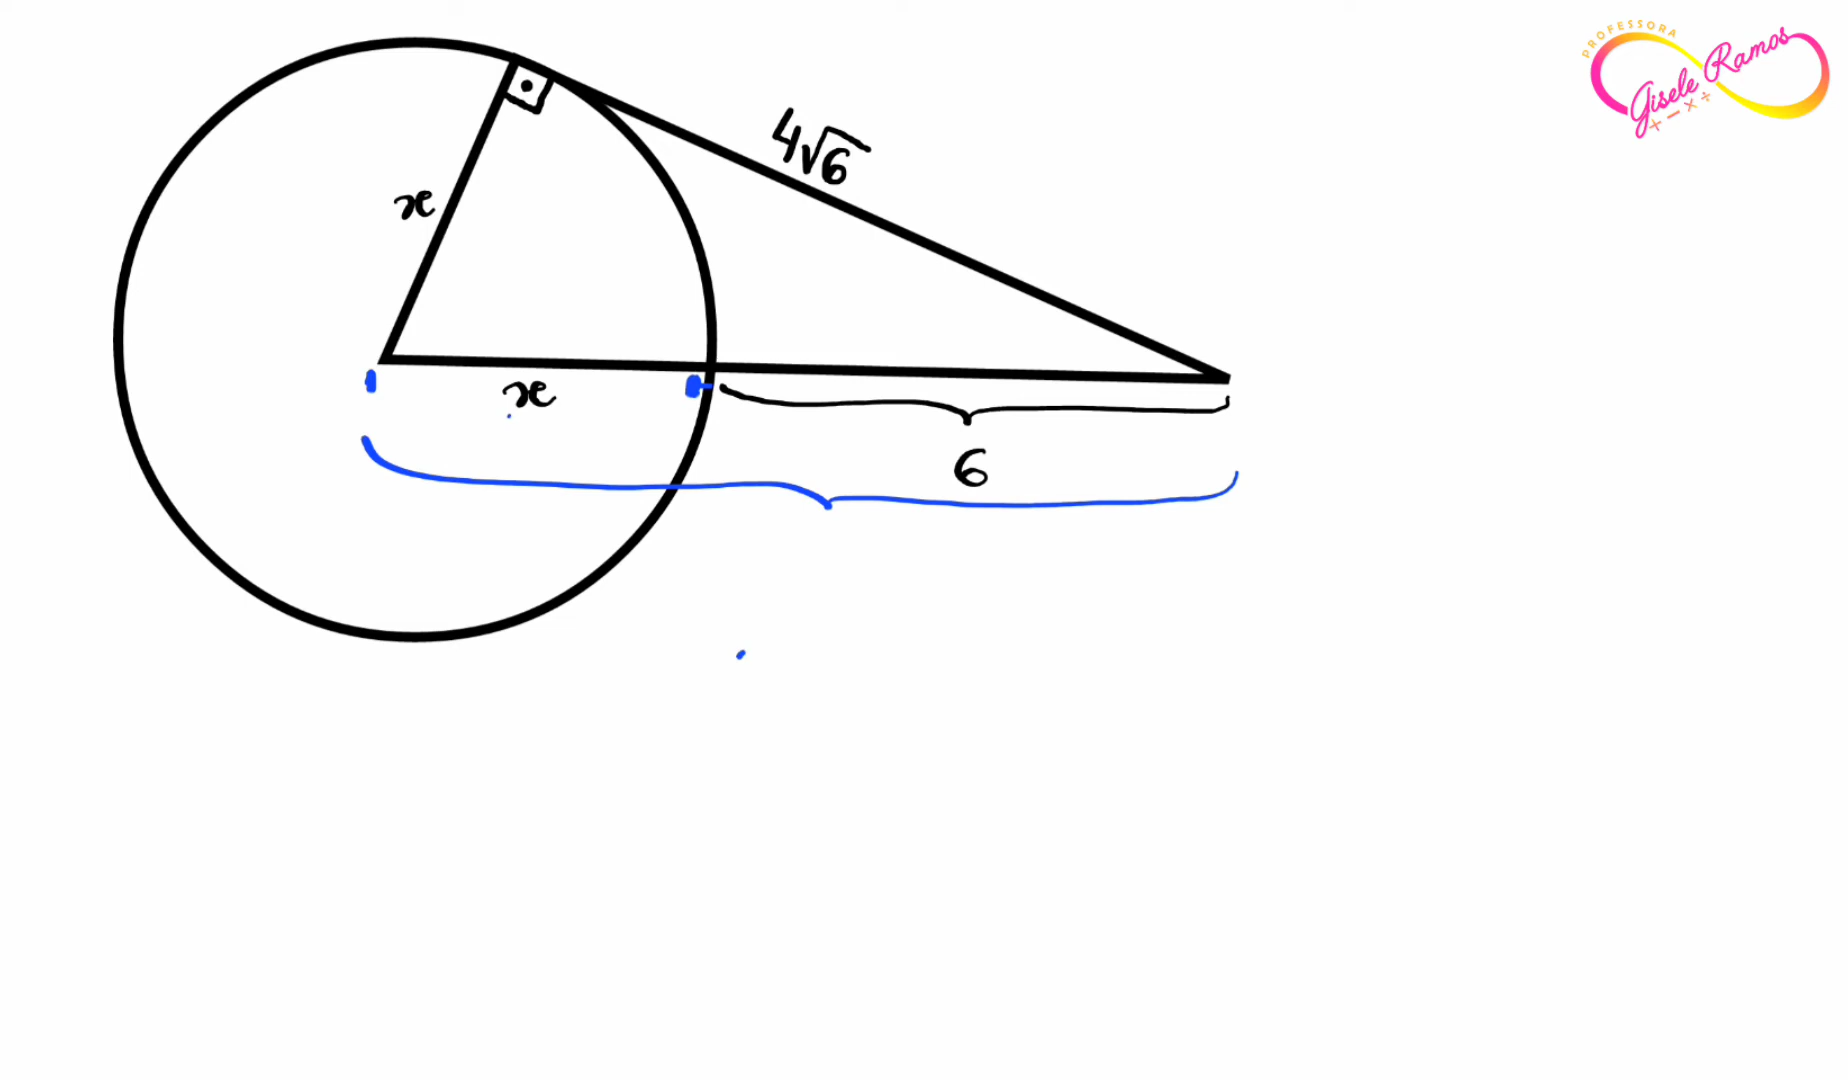 PROFESSORA
Gisele Ramos
+ − × ÷
4√6
x
x
6